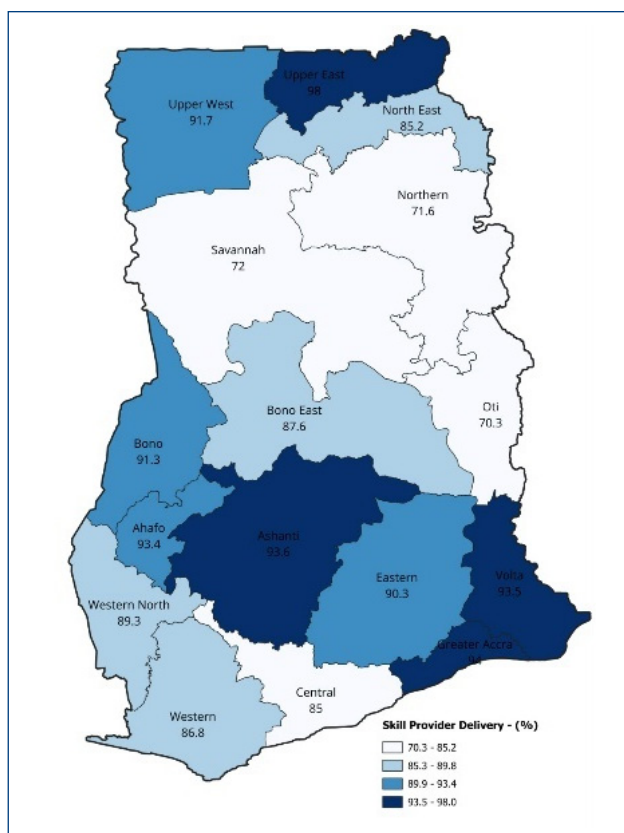 Upper East
98
Upper West
91.7
North East
85.2
Northern
71.6
Savannah
72
Oti
70.3
Bono East
87.6
Bono
91.3
Ahafo
93.4
Ashanti
93.6
Eastern
90.3
Volta
93.5
Western North
89.3
Greater Accra
94
Central
85
Western
86.8
Skill Provider Delivery - (%)
70.3 - 85.2
85.3 - 89.8
89.9 - 93.4
93.5 - 98.0